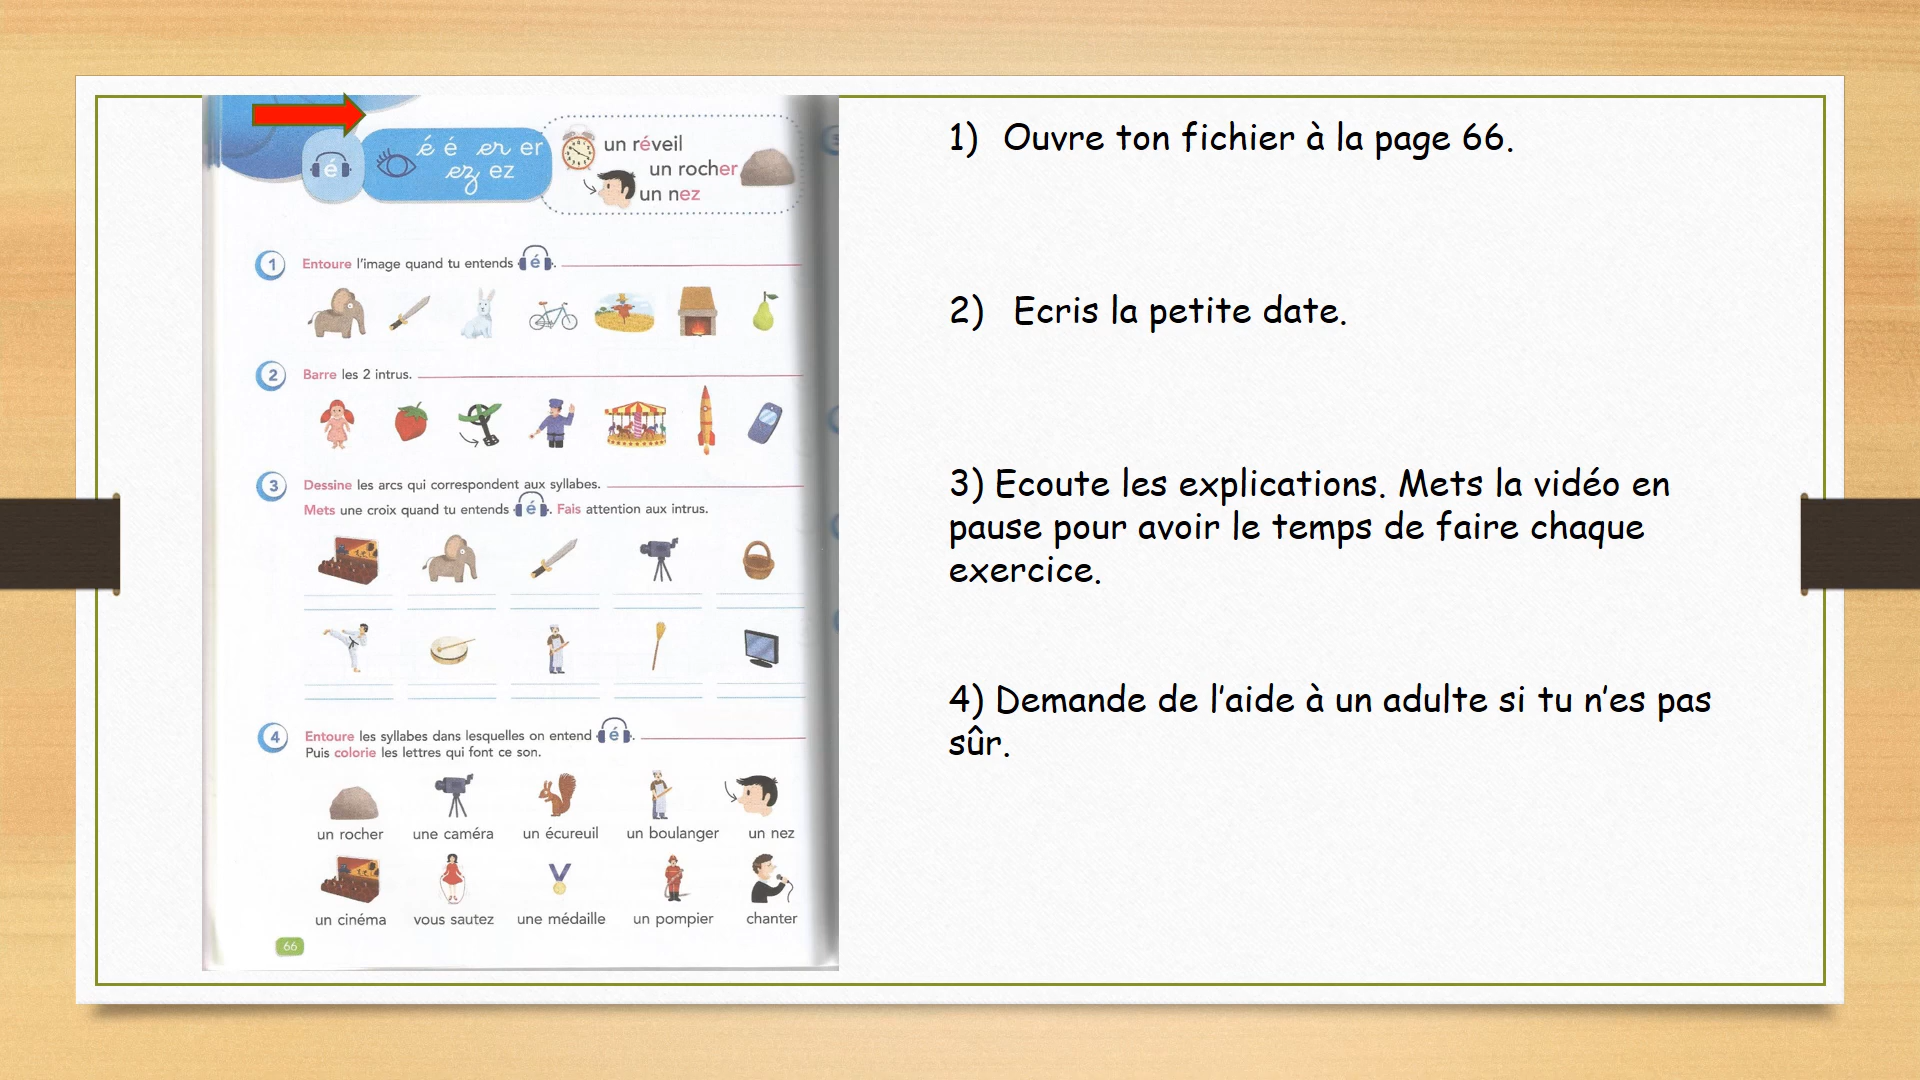 é
é é er er
ez ez
un réveil
un rocher
un nez
1 Entoure l'image quand tu entends é.
2 Barre les 2 intrus.
3 Dessine les arcs qui correspondent aux syllabes.
Mets une croix quand tu entends é. Fais attention aux intrus.
4 Entoure les syllabes dans lesquelles on entend é.
Puis colorie les lettres qui font ce son.
un rocher une caméra un écureuil un boulanger un nez
un cinéma vous sautez une médaille un pompier chanter
66
1) Ouvre ton fichier à la page 66.
2) Ecris la petite date.
3) Ecoute les explications. Mets la vidéo en
pause pour avoir le temps de faire chaque
exercice.
4) Demande de l'aide à un adulte si tu n'es pas
sûr.